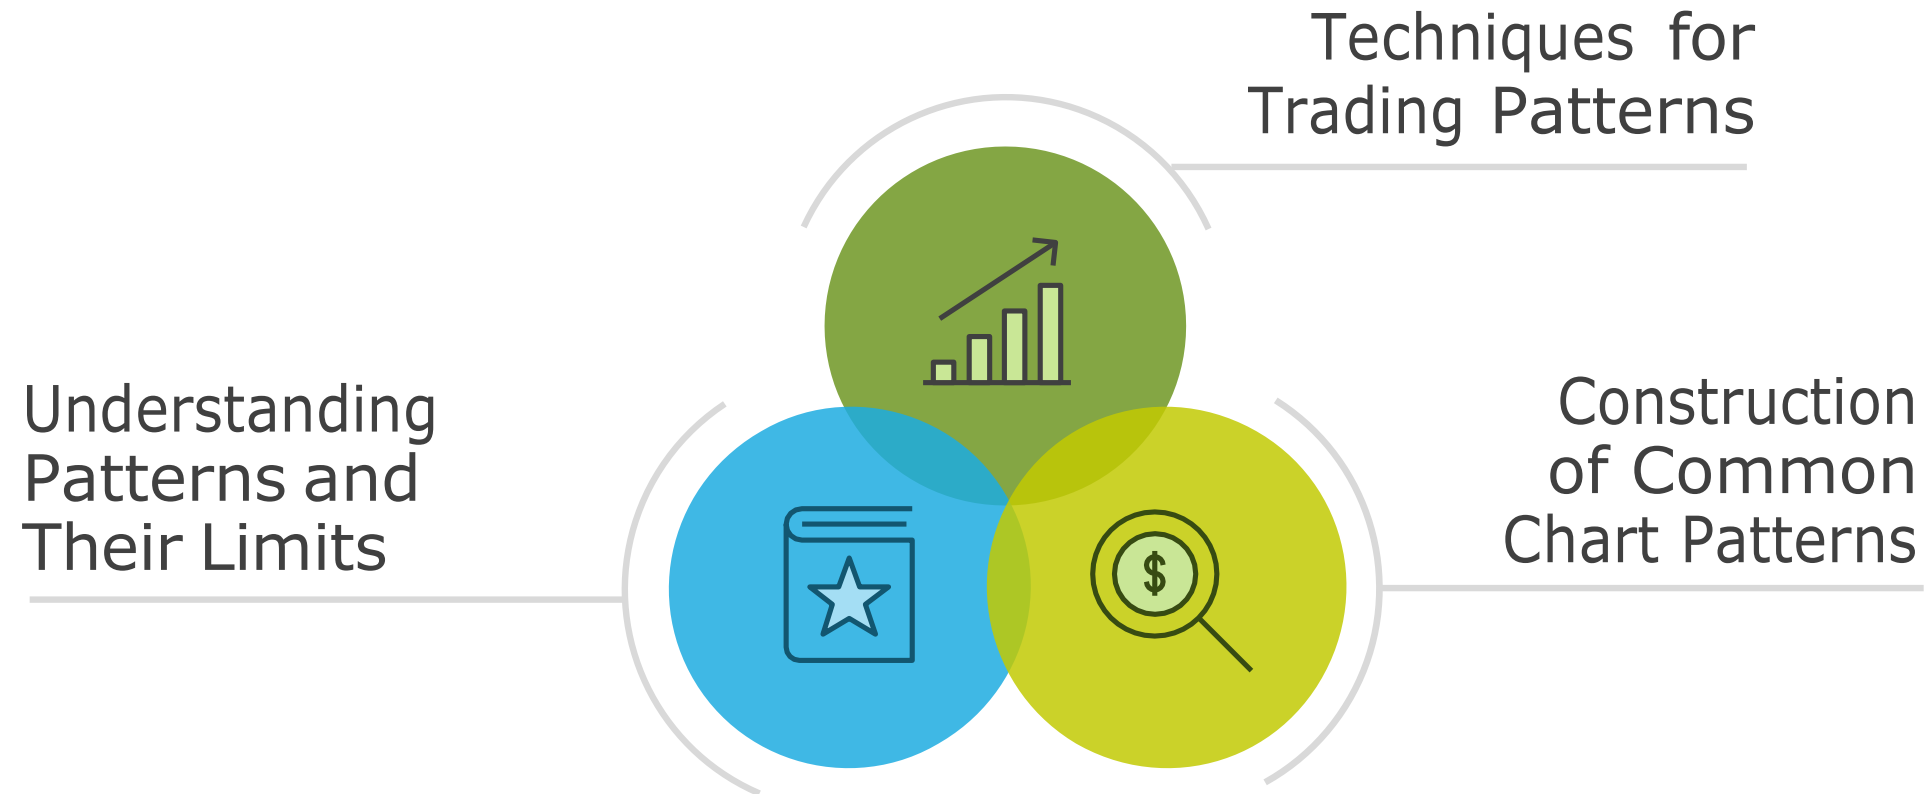 Techniques for
Trading Patterns
Understanding
Patterns and
Their Limits
Construction
of Common
Chart Patterns
$